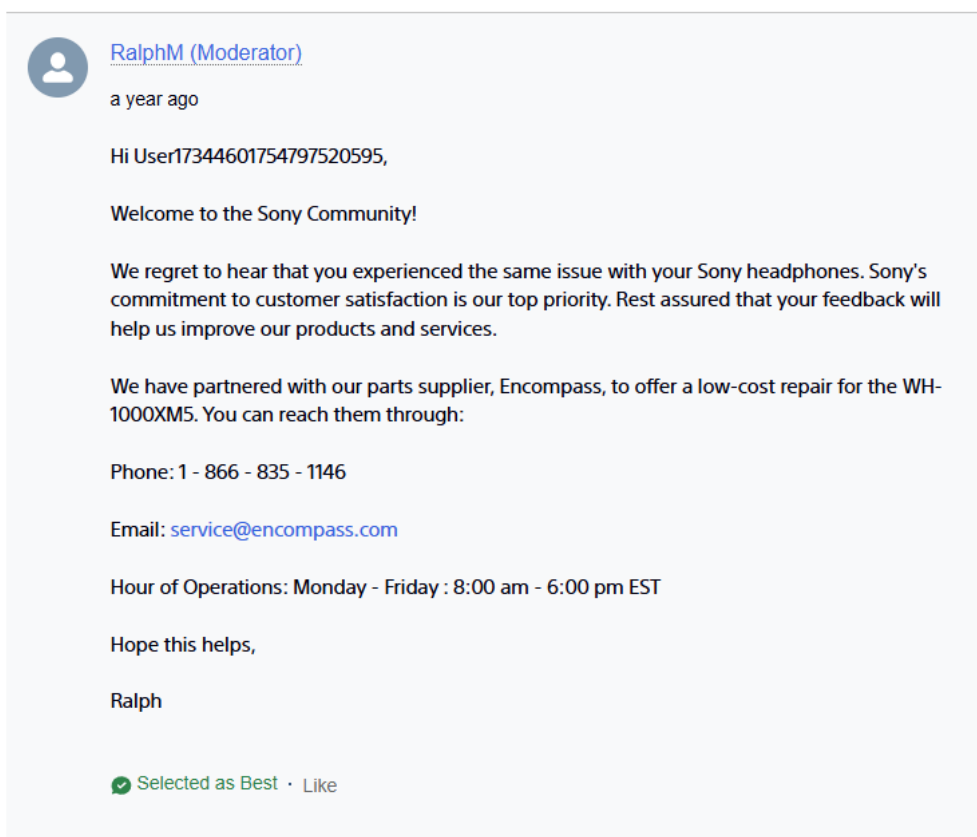 RalphM (Moderator)
a year ago
Hi User17344601754797520595,
Welcome to the Sony Community!
We regret to hear that you experienced the same issue with your Sony headphones. Sony's
commitment to customer satisfaction is our top priority. Rest assured that your feedback will
help us improve our products and services.
We have partnered with our parts supplier, Encompass, to offer a low-cost repair for the WH-
1000XM5. You can reach them through:
Phone: 1 - 866 - 835 - 1146
Email: service@encompass.com
Hour of Operations: Monday - Friday : 8:00 am - 6:00 pm EST
Hope this helps,
Ralph
Selected as Best · Like